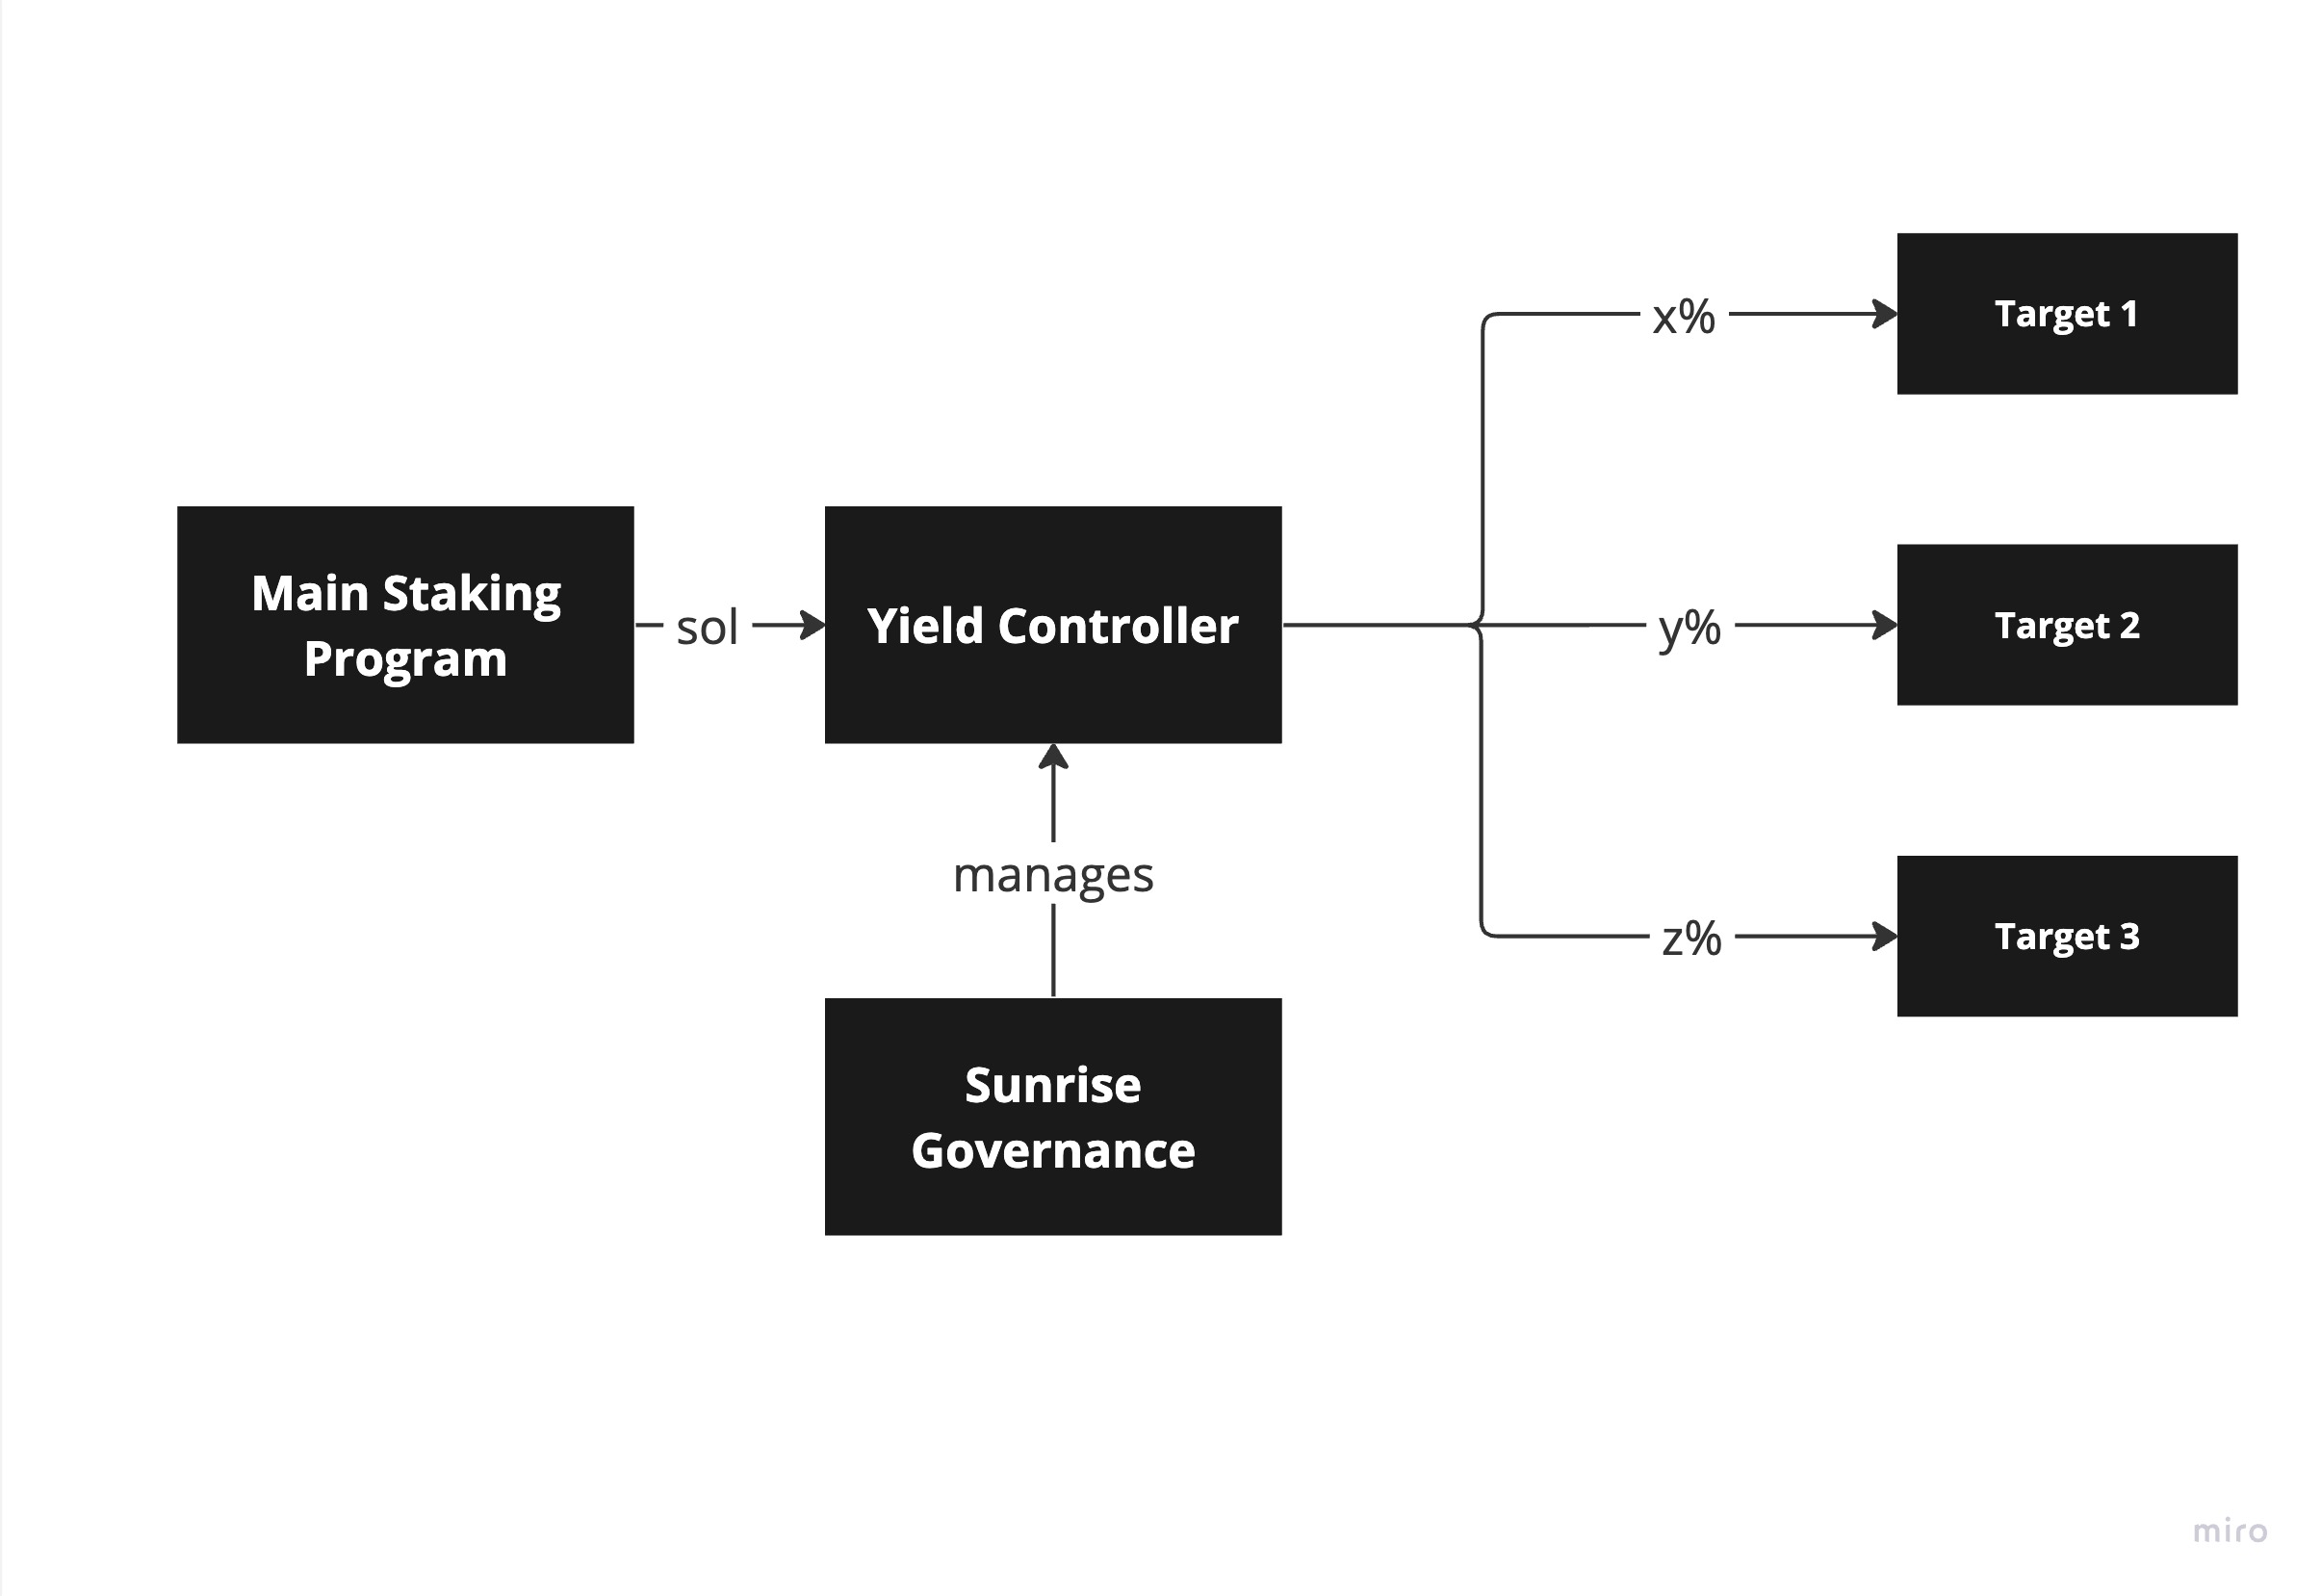 x%
Target 1
Main Staking
Program
sol
Yield Controller
y%
Target 2
manages
z%
Target 3
Sunrise
Governance
miro